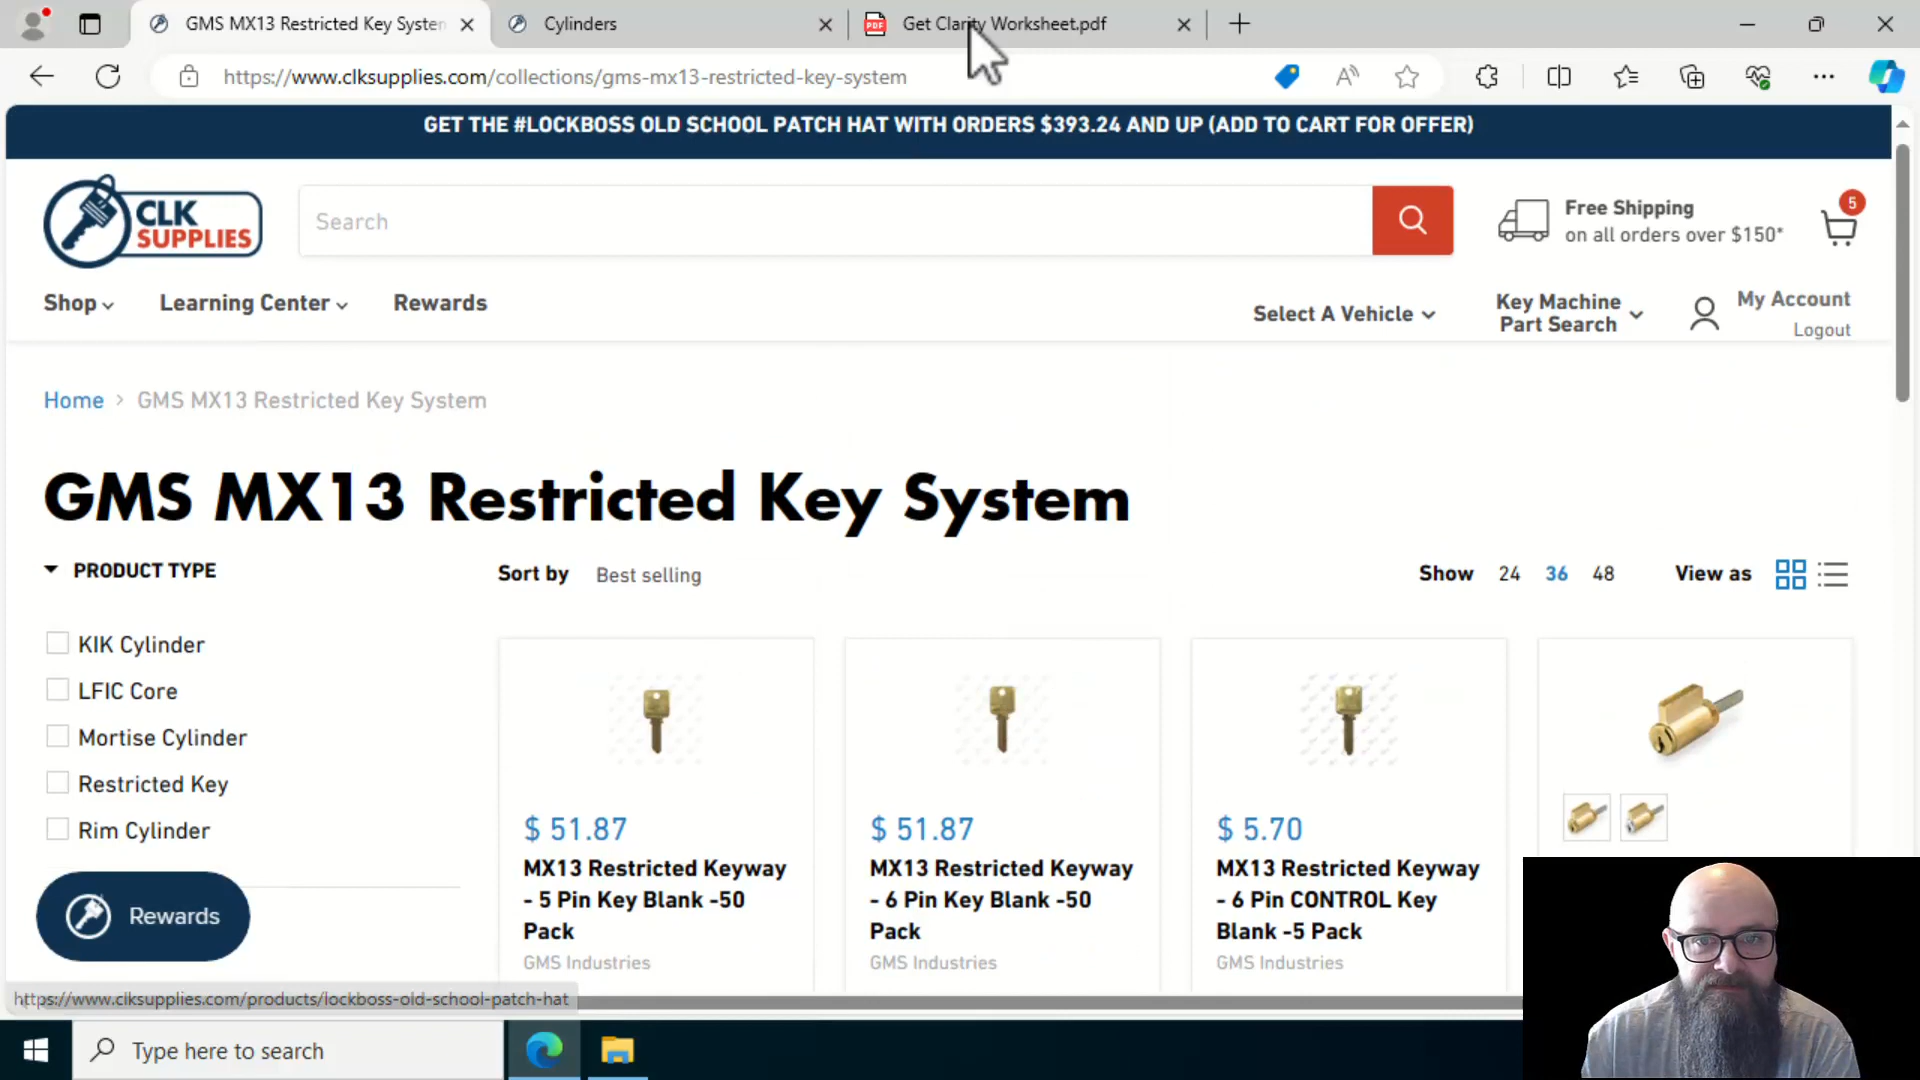 GMS MX13 Restricted Key System
Cylinders
PDF
Get Clarity Worksheet.pdf
https://www.clksupplies.com/collections/gms-mx13-restricted-key-system
GET THE #LOCKBOSS OLD SCHOOL PATCH HAT WITH ORDERS $393.24 AND UP (ADD TO CART FOR OFFER)
CLK
SUPPLIES
Search
Free Shipping
on all orders over $150*
5
Shop
Learning Center
Rewards
Select A Vehicle
Key Machine
Part Search
My Account
Logout
Home > GMS MX13 Restricted Key System
GMS MX13 Restricted Key System
PRODUCT TYPE
Sort by Best selling
Show 24 36 48
View as
KIK Cylinder
LFIC Core
Mortise Cylinder
Restricted Key
Rim Cylinder
$ 51.87
MX13 Restricted Keyway
- 5 Pin Key Blank -50
Pack
GMS Industries
$ 51.87
MX13 Restricted Keyway
- 6 Pin Key Blank -50
Pack
GMS Industries
$ 5.70
MX13 Restricted Keyway
- 6 Pin CONTROL Key
Blank -5 Pack
GMS Industries
Rewards
https://www.clksupplies.com/products/lockboss-old-school-patch-hat
Type here to search